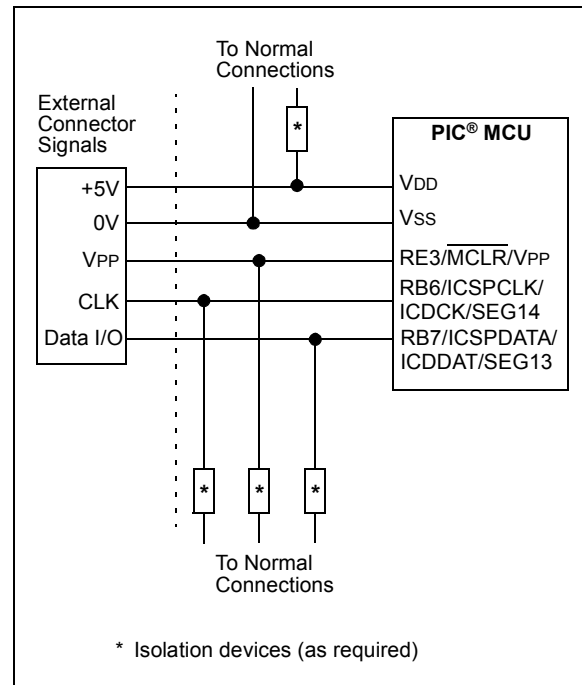 To Normal
Connections
External
Connector
Signals
*
PIC® MCU
+5V
VDD
0V
VSS
VPP
RE3/MCLR/VPP
CLK
RB6/ICSPCLK/
ICDCK/SEG14
Data I/O
RB7/ICSPDATA/
ICDDAT/SEG13
* * *
To Normal
Connections
* Isolation devices (as required)